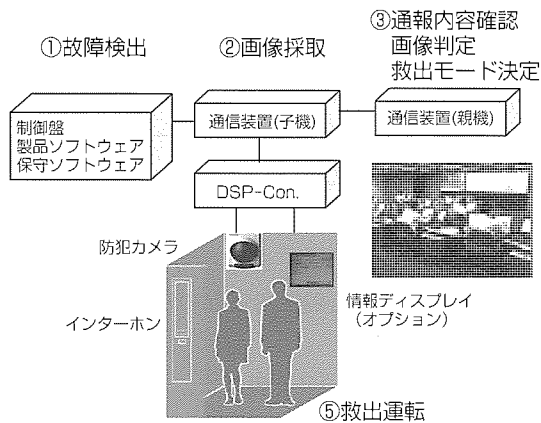 ①故障検出
②画像採取
③通報内容確認
画像判定
救出モード決定
制御盤
製品ソフトウェア
保守ソフトウェア
通信装置(子機)
通信装置(親機)
DSP-Con.
防犯カメラ
インターホン
情報ディスプレイ
(オプション)
⑤救出運転